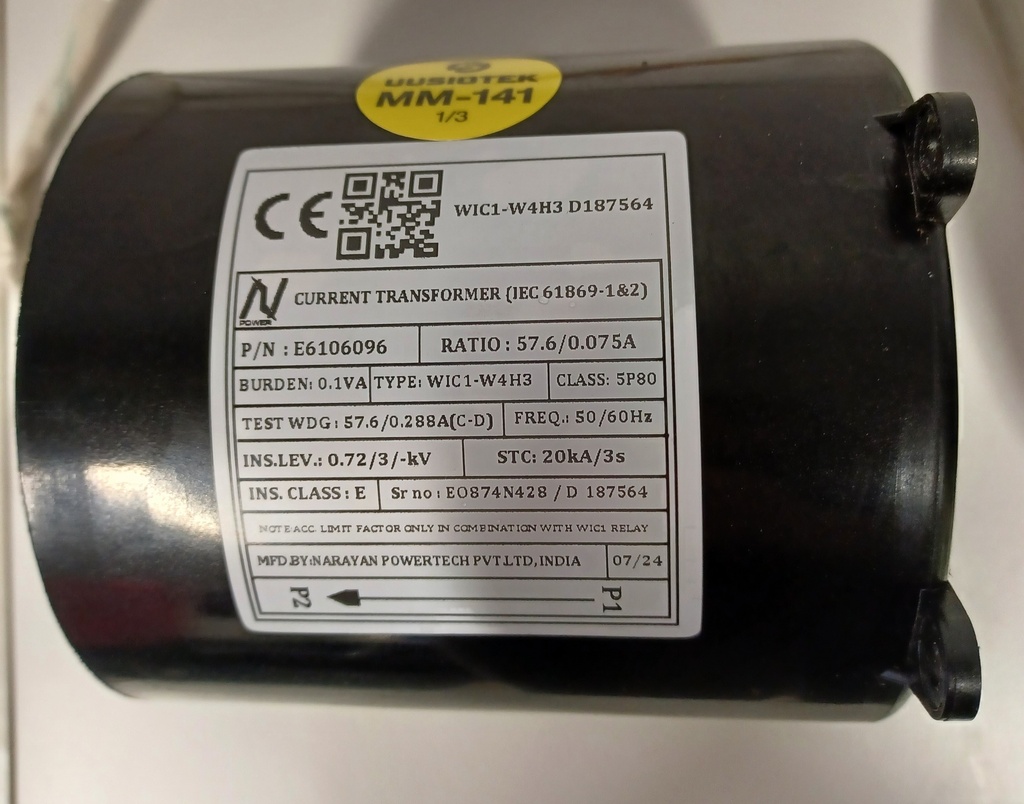 UUSIOTEK
MM-141
1/3
CE
WIC1-W4H3 D187564
N POWER
CURRENT TRANSFORMER (IEC 61869-1&2)
P/N : E6106096 RATIO : 57.6/0.075A
BURDEN: 0.1VA TYPE: WIC1-W4H3 CLASS: 5P80
TEST WDG : 57.6/0.288A(C-D) FREQ.: 50/60Hz
INS.LEV.: 0.72/3/-kV STC: 20kA/3s
INS. CLASS : E Sr no : EO874N428 / D 187564
NOTE:ACC. LIMIT FACTOR ONLY IN COMBINATION WITH WIC1 RELAY
MFD.BY:NARAYAN POWERTECH PVT.LTD, INDIA 07/24
P2 P1